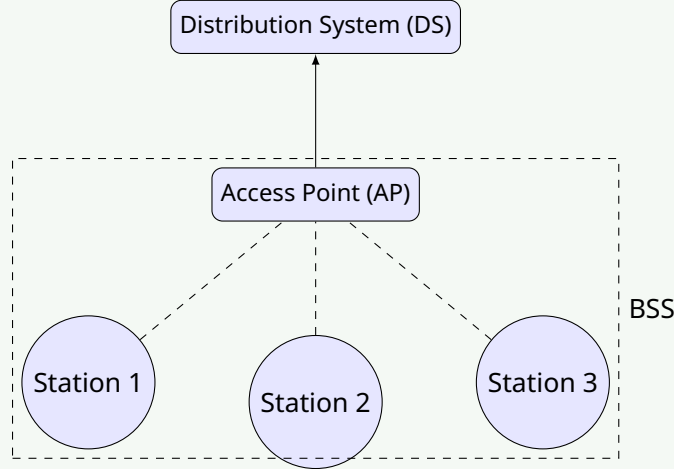 Distribution System (DS)
Access Point (AP)
BSS
Station 1
Station 2
Station 3